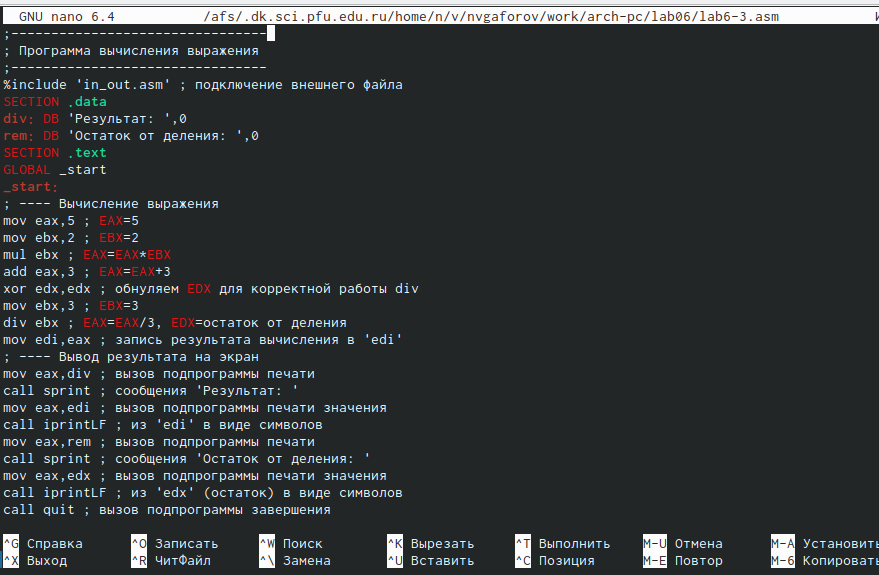 GNU nano 6.4 /afs/.dk.sci.pfu.edu.ru/home/n/v/nvgaforov/work/arch-pc/lab06/lab6-3.asm
;--------------------------------
; Программа вычисления выражения
;--------------------------------
%include 'in_out.asm' ; подключение внешнего файла
SECTION .data
div: DB 'Результат: ',0
rem: DB 'Остаток от деления: ',0
SECTION .text
GLOBAL _start
_start:
; ---- Вычисление выражения
mov eax,5 ; EAX=5
mov ebx,2 ; EBX=2
mul ebx ; EAX=EAX*EBX
add eax,3 ; EAX=EAX+3
xor edx,edx ; обнуляем EDX для корректной работы div
mov ebx,3 ; EBX=3
div ebx ; EAX=EAX/3, EDX=остаток от деления
mov edi,eax ; запись результата вычисления в 'edi'
; ---- Вывод результата на экран
mov eax,div ; вызов подпрограммы печати
call sprint ; сообщения 'Результат: '
mov eax,edi ; вызов подпрограммы печати значения
call iprintLF ; из 'edi' в виде символов
mov eax,rem ; вызов подпрограммы печати
call sprint ; сообщения 'Остаток от деления: '
mov eax,edx ; вызов подпрограммы печати значения
call iprintLF ; из 'edx' (остаток) в виде символов
call quit ; вызов подпрограммы завершения
^G Справка ^O Записать ^W Поиск ^K Вырезать ^T Выполнить M-U Отмена M-A Установить
^X Выход ^R ЧитФайл ^\ Замена ^U Вставить ^C Позиция M-E Повтор M-6 Копировать